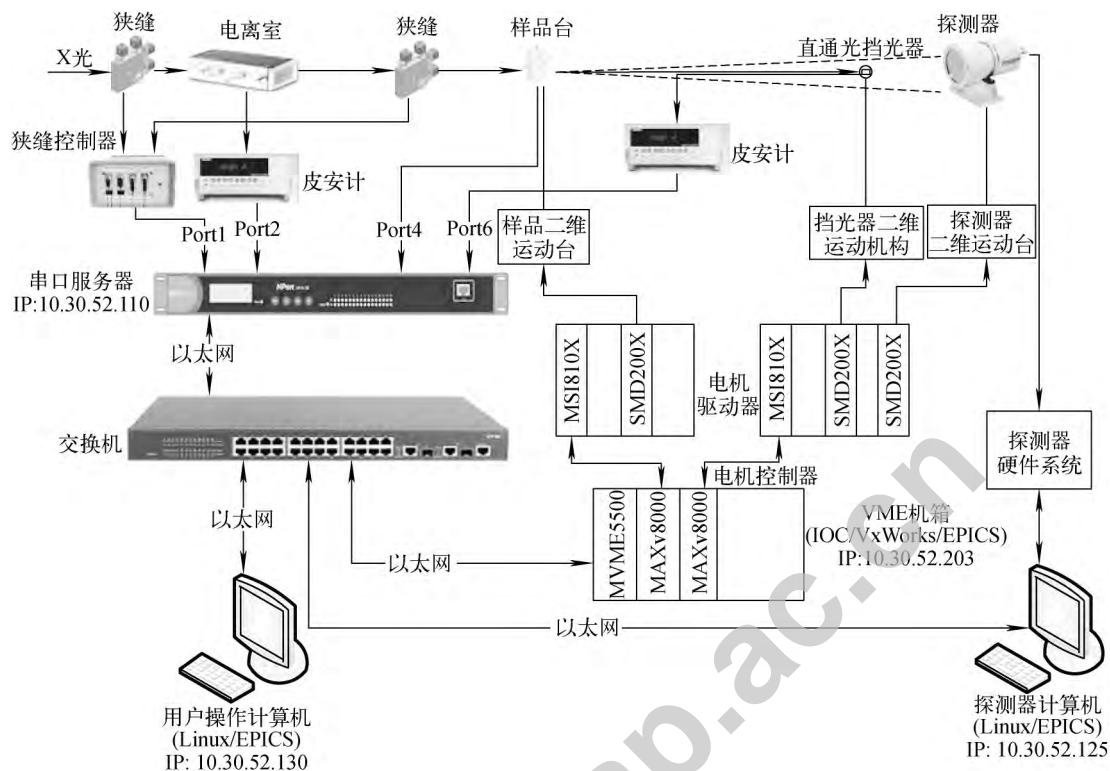 狭缝
电离室
狭缝
样品台
探测器
X光
直通光挡光器
狭缝控制器
皮安计
皮安计
Port1
Port2
Port4
Port6
样品二维
运动台
挡光器二维
运动机构
探测器
二维运动台
串口服务器
IP:10.30.52.110
NPort
以太网
MSI810X
SMD200X
电机
驱动器
MSI810X
SMD200X
SMD200X
交换机
探测器
硬件系统
电机控制器
以太网
MVME5500
MAXv8000
MAXv8000
VME机箱
(IOC/VxWorks/EPICS)
IP:10.30.52.203
以太网
以太网
用户操作计算机
(Linux/EPICS)
IP: 10.30.52.130
探测器计算机
(Linux/EPICS)
IP: 10.30.52.125
ap.ac.cn